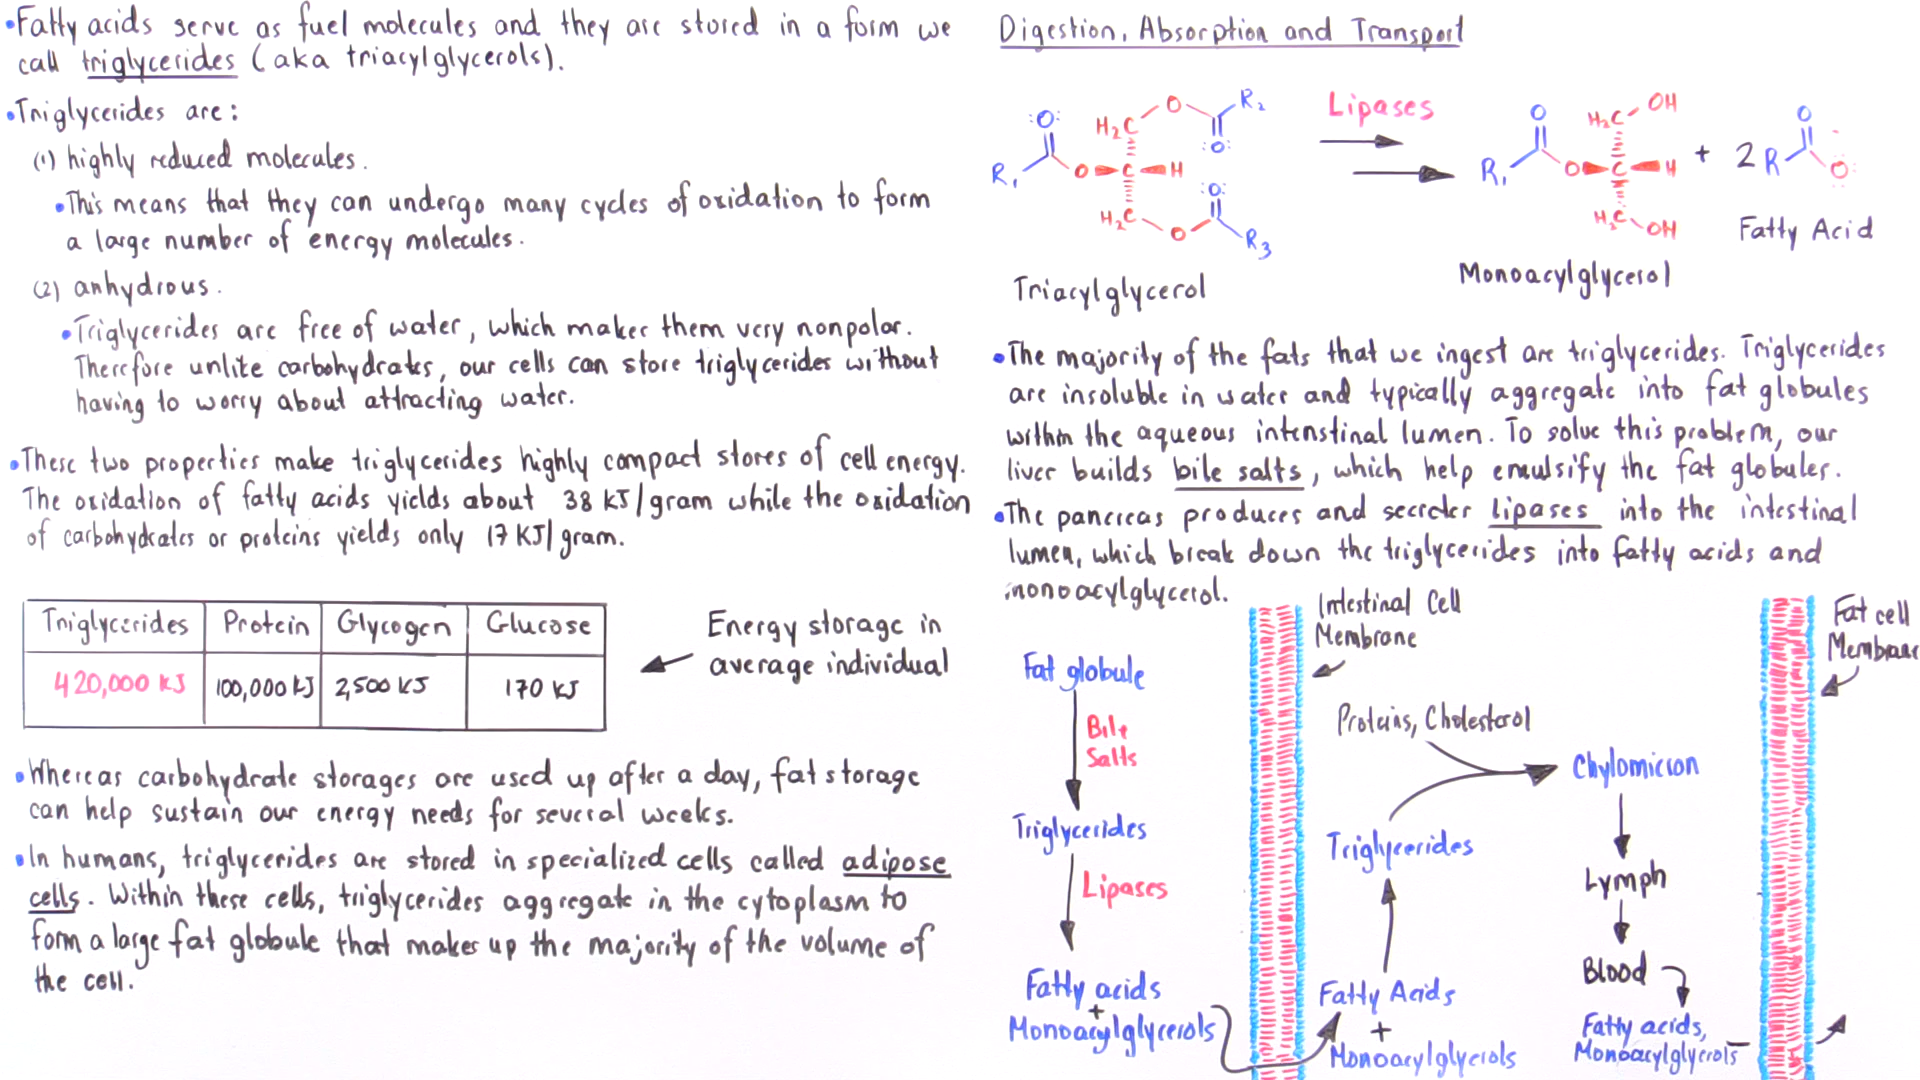 •Fatty acids serve as fuel molecules and they are stored in a form we
call triglycerides (aka triacylglycerols).
•Triglycerides are:
(1) highly reduced molecules.
•This means that they can undergo many cycles of oxidation to form
a large number of energy molecules.
(2) anhydrous.
•Triglycerides are free of water, which makes them very nonpolar.
Therefore unlike carbohydrates, our cells can store triglycerides without
having to worry about attracting water.
•These two properties make triglycerides highly compact stores of cell energy.
The oxidation of fatty acids yields about 38 kJ/gram while the oxidation
of carbohydrates or proteins yields only 17 KJ/gram.
Triglycerides Protein Glycogen Glucose
420,000 kJ 100,000 kJ 2,500 kJ 170 kJ
Energy storage in
average individual
•Whereas carbohydrate storages are used up after a day, fat storage
can help sustain our energy needs for several weeks.
•In humans, triglycerides are stored in specialized cells called adipose
cells. Within these cells, triglycerides aggregate in the cytoplasm to
form a large fat globule that makes up the majority of the volume of
the cell.
Digestion, Absorption and Transport
R₁ O O H₂C O R₂ O C H O R₃ H₂C O
Triacylglycerol
Lipases
R₁ O O H₂C OH C H H₂C OH
Monoacylglycerol
+ 2 R O O
Fatty Acid
•The majority of the fats that we ingest are triglycerides. Triglycerides
are insoluble in water and typically aggregate into fat globules
within the aqueous intenstinal lumen. To solve this problem, our
liver builds bile salts, which help emulsify the fat globules.
•The pancreas produces and secretes lipases into the intestinal
lumen, which break down the triglycerides into fatty acids and
monoacylglycerol.
Fat globule
Bile
Salts
Triglycerides
Lipases
Fatty acids
+
Monoacylglycerols
Intestinal Cell
Membrane
Proteins, Cholesterol
Triglycerides
Fatty Acids
+
Monoacylglycerols
Chylomicron
Lymph
Blood
Fatty acids,
Monoacylglycerols
Fat cell
Membrane